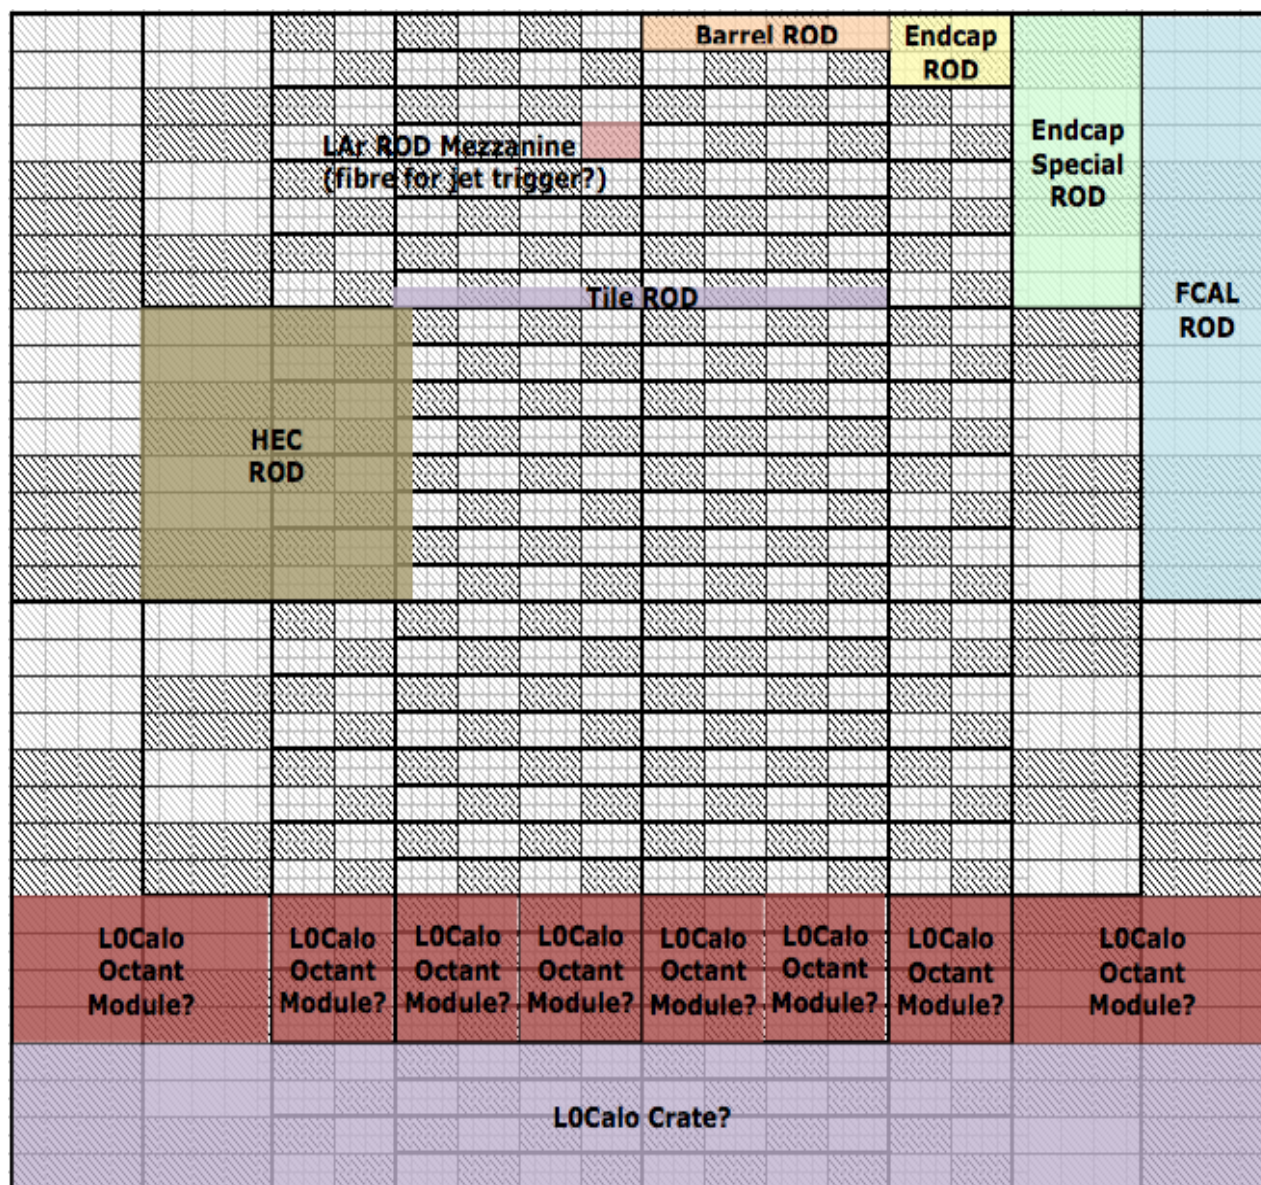 Barrel ROD
Endcap
ROD
Endcap
Special
ROD
LAr ROD Mezzanine
(fibre for jet trigger?)
Tile ROD
FCAL
ROD
HEC
ROD
L0Calo
Octant
Module?
L0Calo
Octant
Module?
L0Calo
Octant
Module?
L0Calo
Octant
Module?
L0Calo
Octant
Module?
L0Calo
Octant
Module?
L0Calo
Octant
Module?
L0Calo
Octant
Module?
L0Calo Crate?